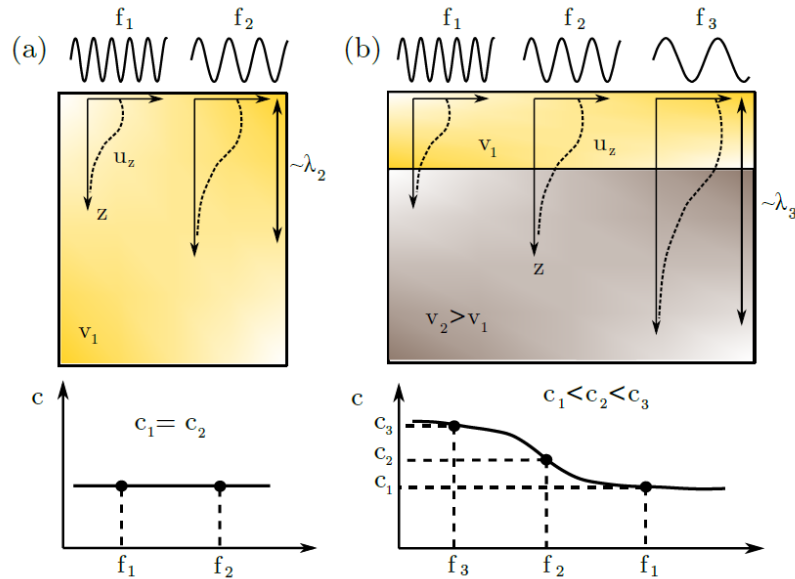 (a) f₁ f₂
u_z
z
~λ₂
v₁
c
c₁= c₂
f₁ f₂
(b) f₁ f₂ f₃
v₁ u_z
z
~λ₃
v₂>v₁
c
c₁<c₂<c₃
c₃
c₂
c₁
f₃ f₂ f₁